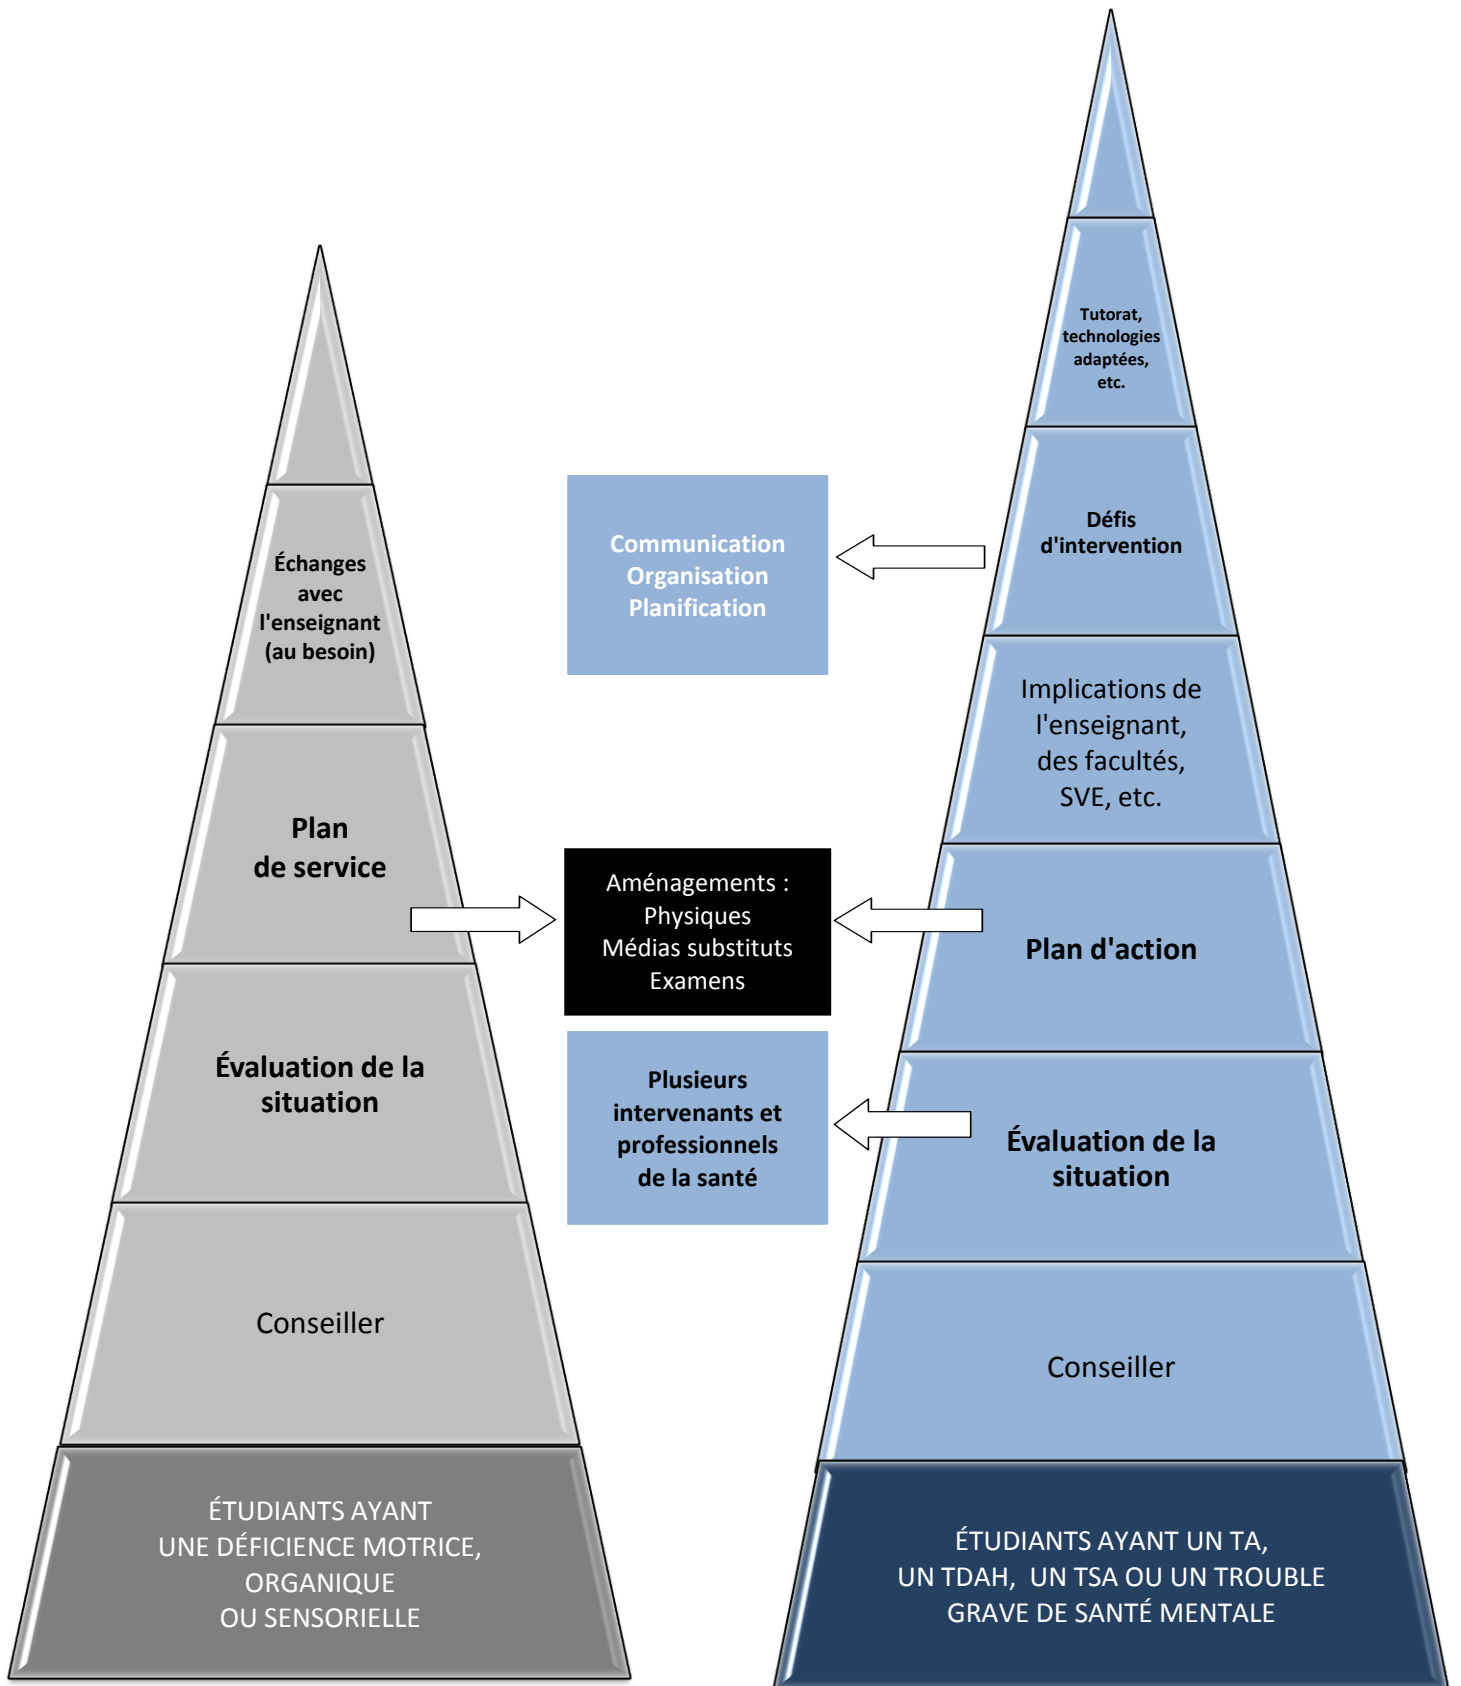 Échanges
avec
l'enseignant
(au besoin)
Plan
de service
Évaluation de la
situation
Conseiller
ÉTUDIANTS AYANT
UNE DÉFICIENCE MOTRICE,
ORGANIQUE
OU SENSORIELLE
Communication
Organisation
Planification
Aménagements :
Physiques
Médias substituts
Examens
Plusieurs
intervenants et
professionnels
de la santé
Tutorat,
technologies
adaptées,
etc.
Défis
d'intervention
Implications de
l'enseignant,
des facultés,
SVE, etc.
Plan d'action
Évaluation de la
situation
Conseiller
ÉTUDIANTS AYANT UN TA,
UN TDAH, UN TSA OU UN TROUBLE
GRAVE DE SANTÉ MENTALE